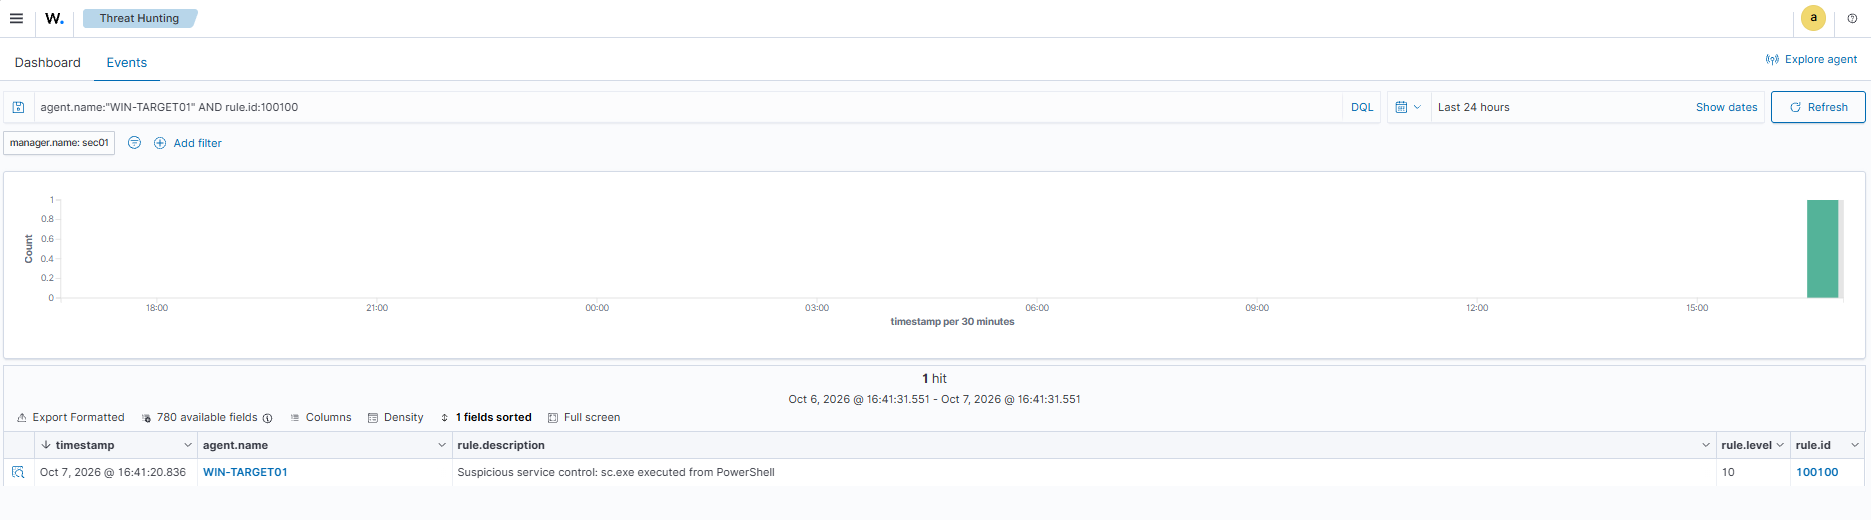 W. Threat Hunting a
Dashboard Events Explore agent
agent.name:"WIN-TARGET01" AND rule.id:100100 DQL Last 24 hours Show dates Refresh
manager.name: sec01 Add filter
1
0.8
0.6
0.4
0.2
0
Count
18:00 21:00 00:00 03:00 06:00 09:00 12:00 15:00
timestamp per 30 minutes
1 hit
Oct 6, 2026 @ 16:41:31.551 - Oct 7, 2026 @ 16:41:31.551
Export Formatted 780 available fields Columns Density 1 fields sorted Full screen
timestamp agent.name rule.description rule.level rule.id
Oct 7, 2026 @ 16:41:20.836 WIN-TARGET01 Suspicious service control: sc.exe executed from PowerShell 10 100100